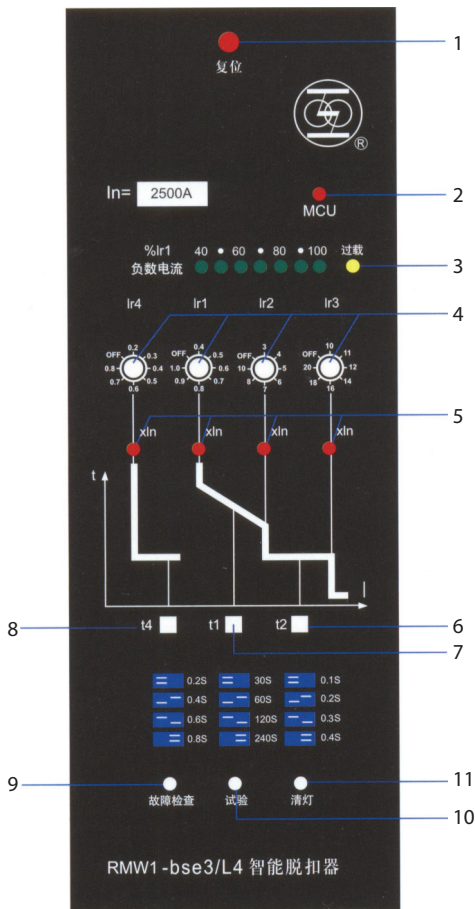 1
复位
®
In= 2500A
2
MCU
%Ir1 40 • 60 • 80 • 100 过载
负数电流
3
Ir4 Ir1 Ir2 Ir3
4
OFF 0.2 0.3 0.4 0.5 0.6 0.7 0.8
OFF 0.4 0.5 0.6 0.7 0.8 0.9 1.0
OFF 3 4 5 6 7 8 10
OFF 10 11 12 14 16 18 20
5
xIn xIn xIn xIn
t
I
8 t4 t1 t2 6
7
0.2S 30S 0.1S
0.4S 60S 0.2S
0.6S 120S 0.3S
0.8S 240S 0.4S
9 11
故障检查 试验 清灯
10
RMW1-bse3/L4 智能脱扣器